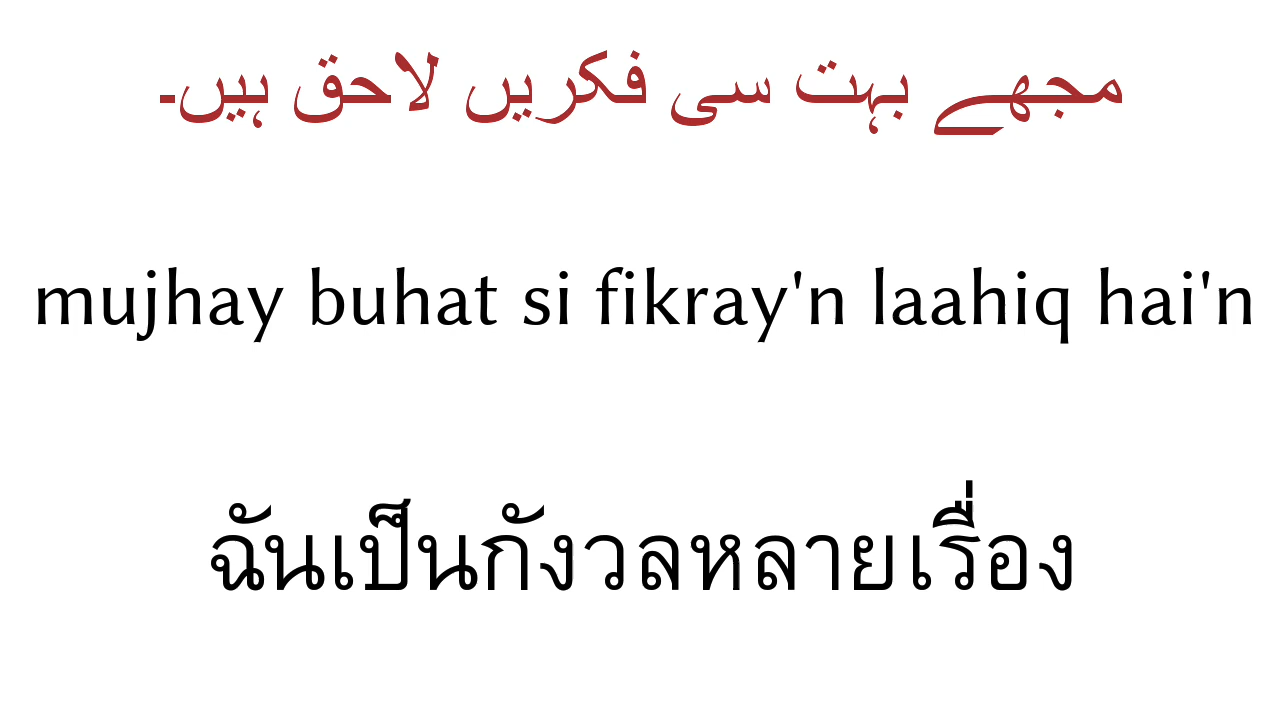 مجھے بہت سی فکریں لاحق ہیں۔
mujhay buhat si fikray'n laahiq hai'n
ฉันเป็นกังวลหลายเรื่อง